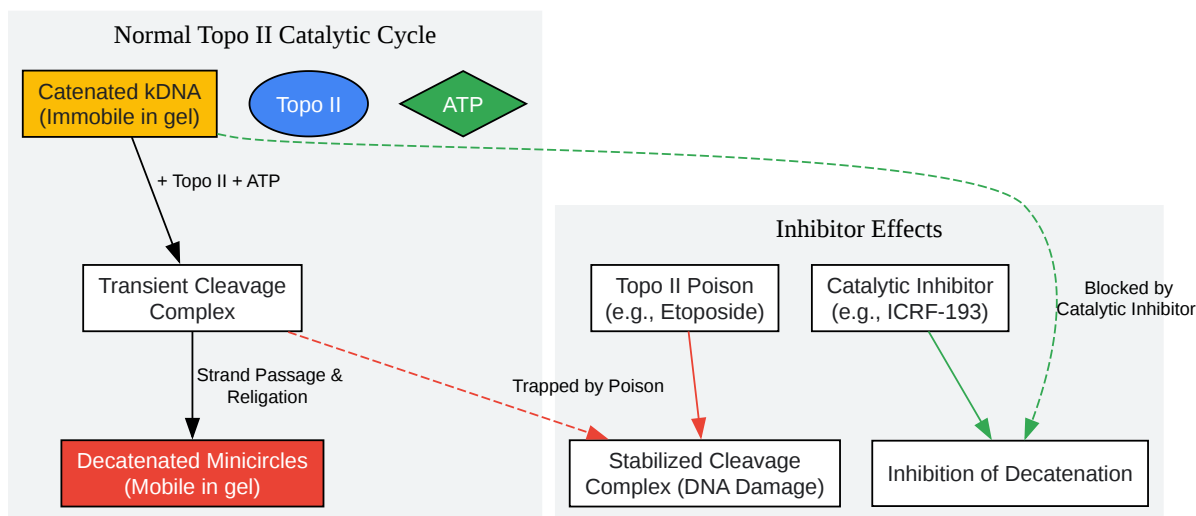 Normal Topo II Catalytic Cycle
Catenated kDNA
(Immobile in gel)
Topo II
ATP
+ Topo II + ATP
Transient Cleavage
Complex
Strand Passage &
Religation
Decatenated Minicircles
(Mobile in gel)
Inhibitor Effects
Topo II Poison
(e.g., Etoposide)
Catalytic Inhibitor
(e.g., ICRF-193)
Blocked by
Catalytic Inhibitor
Trapped by Poison
Stabilized Cleavage
Complex (DNA Damage)
Inhibition of Decatenation